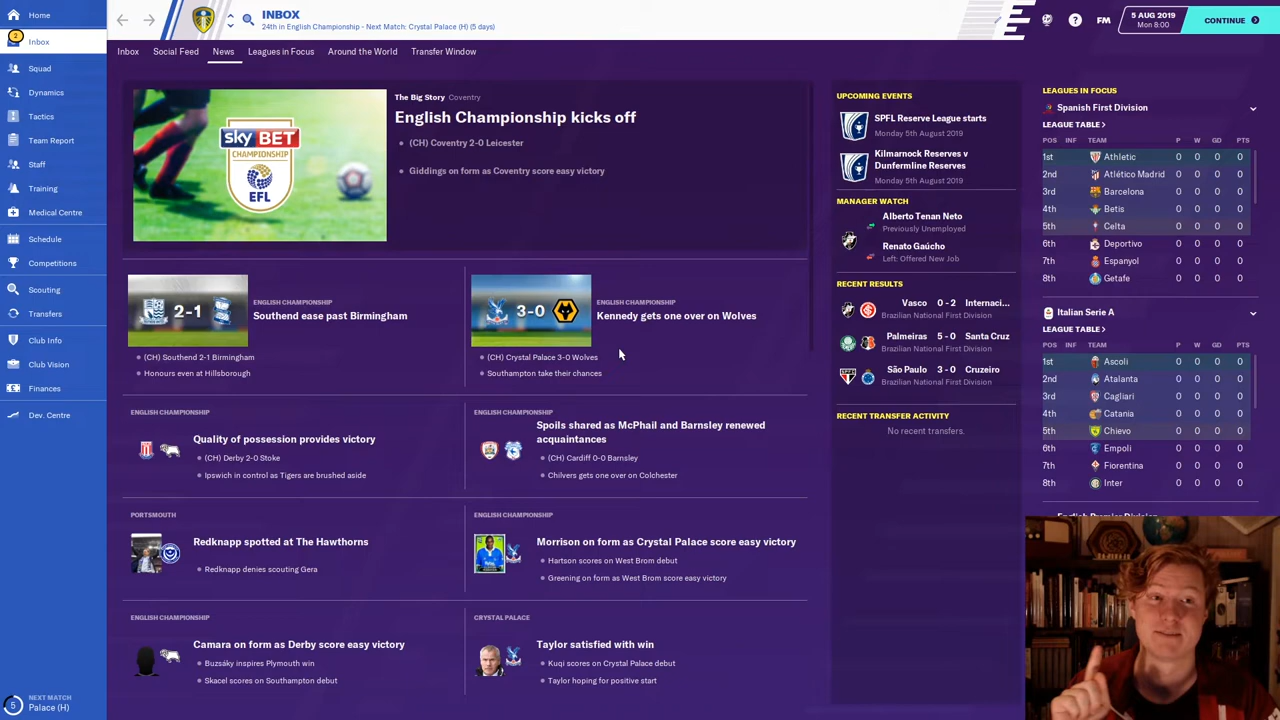 Home
2
Inbox
Squad
Dynamics
Tactics
Team Report
Staff
Training
Medical Centre
Schedule
Competitions
Scouting
Transfers
Club Info
Club Vision
Finances
Dev. Centre
5
NEXT MATCH
Palace (H)
INBOX
24th in English Championship - Next Match: Crystal Palace (H) (5 days)
?
FM
5 AUG 2019
Mon 8:00
CONTINUE
Inbox
Social Feed
News
Leagues in Focus
Around the World
Transfer Window
sky BET
CHAMPIONSHIP
EFL
The Big Story Coventry
English Championship kicks off
(CH) Coventry 2-0 Leicester
Giddings on form as Coventry score easy victory
2-1
ENGLISH CHAMPIONSHIP
Southend ease past Birmingham
(CH) Southend 2-1 Birmingham
Honours even at Hillsborough
3-0
ENGLISH CHAMPIONSHIP
Kennedy gets one over on Wolves
(CH) Crystal Palace 3-0 Wolves
Southampton take their chances
ENGLISH CHAMPIONSHIP
Quality of possession provides victory
(CH) Derby 2-0 Stoke
Ipswich in control as Tigers are brushed aside
ENGLISH CHAMPIONSHIP
Spoils shared as McPhail and Barnsley renewed
acquaintances
(CH) Cardiff 0-0 Barnsley
Chilvers gets one over on Colchester
PORTSMOUTH
Redknapp spotted at The Hawthorns
Redknapp denies scouting Gera
ENGLISH CHAMPIONSHIP
Morrison on form as Crystal Palace score easy victory
Hartson scores on West Brom debut
Greening on form as West Brom score easy victory
ENGLISH CHAMPIONSHIP
Camara on form as Derby score easy victory
Buzsáky inspires Plymouth win
Skacel scores on Southampton debut
CRYSTAL PALACE
Taylor satisfied with win
Kuqi scores on Crystal Palace debut
Taylor hoping for positive start
UPCOMING EVENTS
SPFL Reserve League starts
Monday 5th August 2019
Kilmarnock Reserves v
Dunfermline Reserves
Monday 5th August 2019
MANAGER WATCH
Alberto Tenan Neto
Previously Unemployed
Renato Gaúcho
Left: Offered New Job
RECENT RESULTS
Vasco 0 - 2 Internaci...
Brazilian National First Division
Palmeiras 5 - 0 Santa Cruz
Brazilian National First Division
São Paulo 3 - 0 Cruzeiro
Brazilian National First Division
RECENT TRANSFER ACTIVITY
No recent transfers.
LEAGUES IN FOCUS
Spanish First Division
LEAGUE TABLE >
POS INF TEAM P W GD PTS
1st Athletic 0 0 0 0
2nd Atlético Madrid 0 0 0 0
3rd Barcelona 0 0 0 0
4th Betis 0 0 0 0
5th Celta 0 0 0 0
6th Deportivo 0 0 0 0
7th Espanyol 0 0 0 0
8th Getafe 0 0 0 0
Italian Serie A
LEAGUE TABLE >
POS INF TEAM P W GD PTS
1st Ascoli 0 0 0 0
2nd Atalanta 0 0 0 0
3rd Cagliari 0 0 0 0
4th Catania 0 0 0 0
5th Chievo 0 0 0 0
6th Empoli 0 0 0 0
7th Fiorentina 0 0 0 0
8th Inter 0 0 0 0